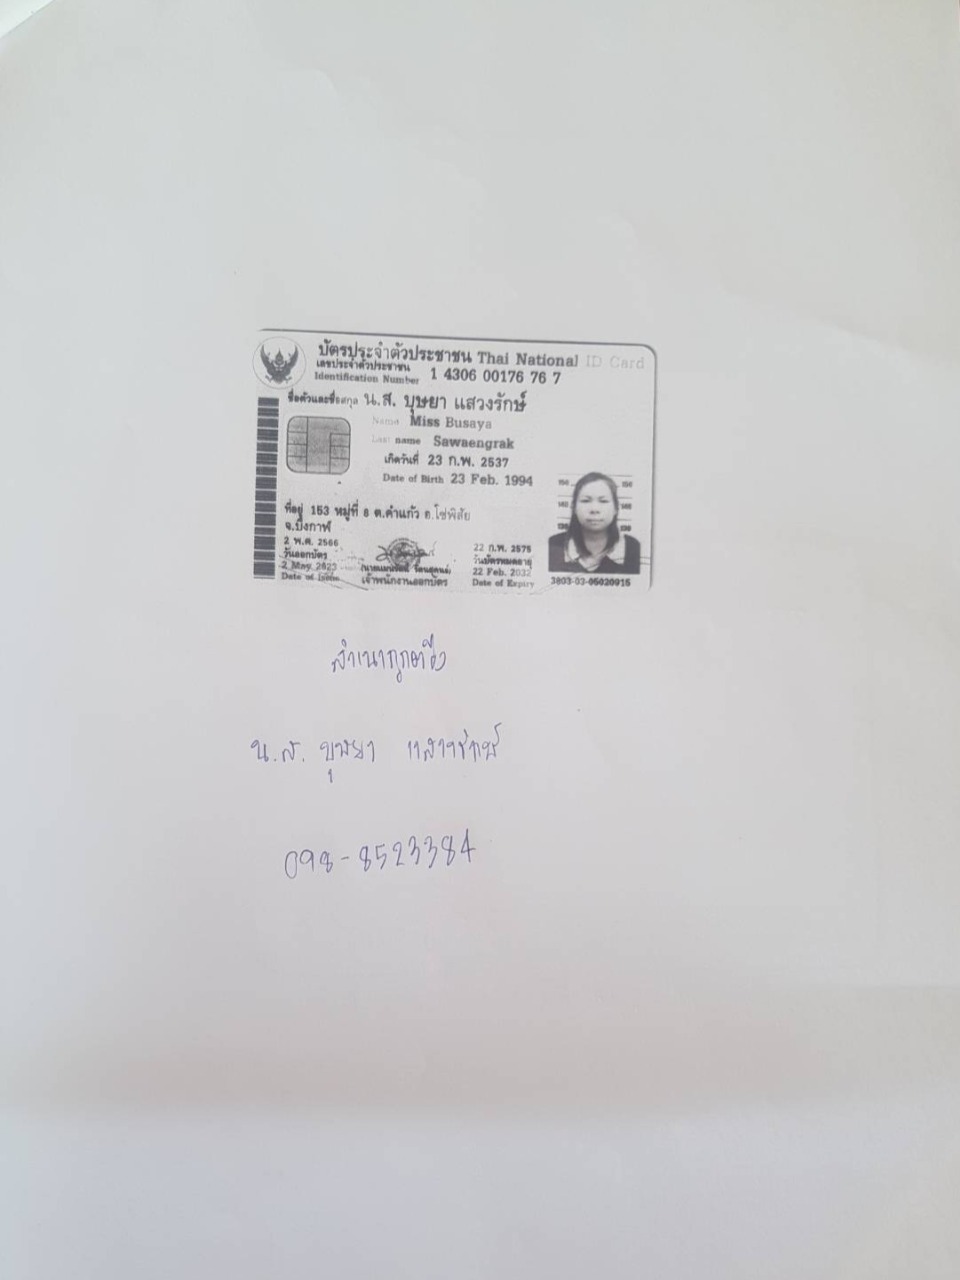 บัตรประจำตัวประชาชน Thai National ID Card
เลขประจำตัวประชาชน
Identification Number 1 4306 00176 76 7
ชื่อตัวและชื่อสกุล น.ส. บุษยา แสวงรักษ์
Name Miss Busaya
Last name Sawaengrak
เกิดวันที่ 23 ก.พ. 2537
Date of Birth 23 Feb. 1994
ที่อยู่ 153 หมู่ที่ 8 ต.คำแก้ว อ.โซ่พิสัย
จ.บึงกาฬ
2 พ.ค. 2566
วันออกบัตร
2 May 2023
Date of Issue
เจ้าพนักงานออกบัตร
22 ก.พ. 2575
วันบัตรหมดอายุ
22 Feb. 2032
Date of Expiry
150 150
140 140
130 130
3803-03-05020915
สำเนาถูกต้อง
น.ส. บุษยา แสวงรักษ์
098-8523384